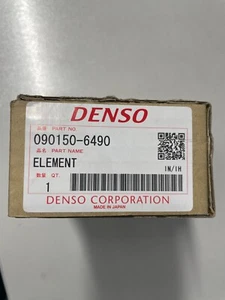 DENSO
品番 PART NO.
090150-6490
品名 PART NAME
ELEMENT
IN/IH
数量 QT.
1
DENSO CORPORATION
MADE IN JAPAN